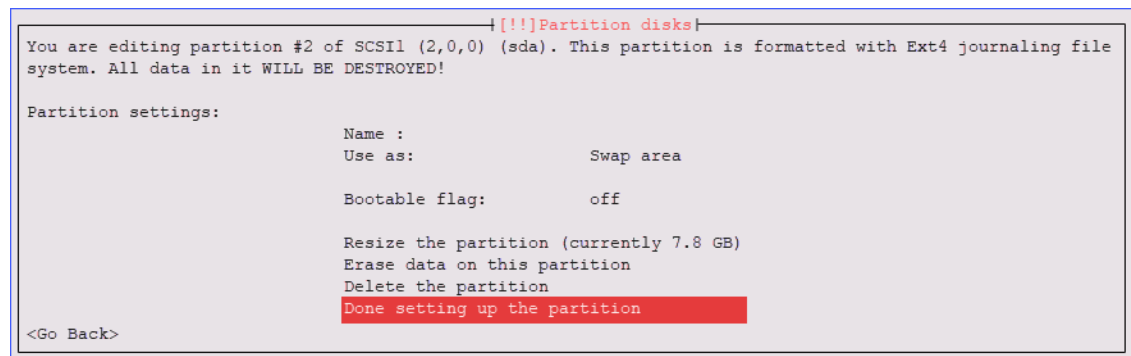 [!!]Partition disks
You are editing partition #2 of SCSI1 (2,0,0) (sda). This partition is formatted with Ext4 journaling file
system. All data in it WILL BE DESTROYED!
Partition settings:
Name :
Use as: Swap area
Bootable flag: off
Resize the partition (currently 7.8 GB)
Erase data on this partition
Delete the partition
Done setting up the partition
<Go Back>